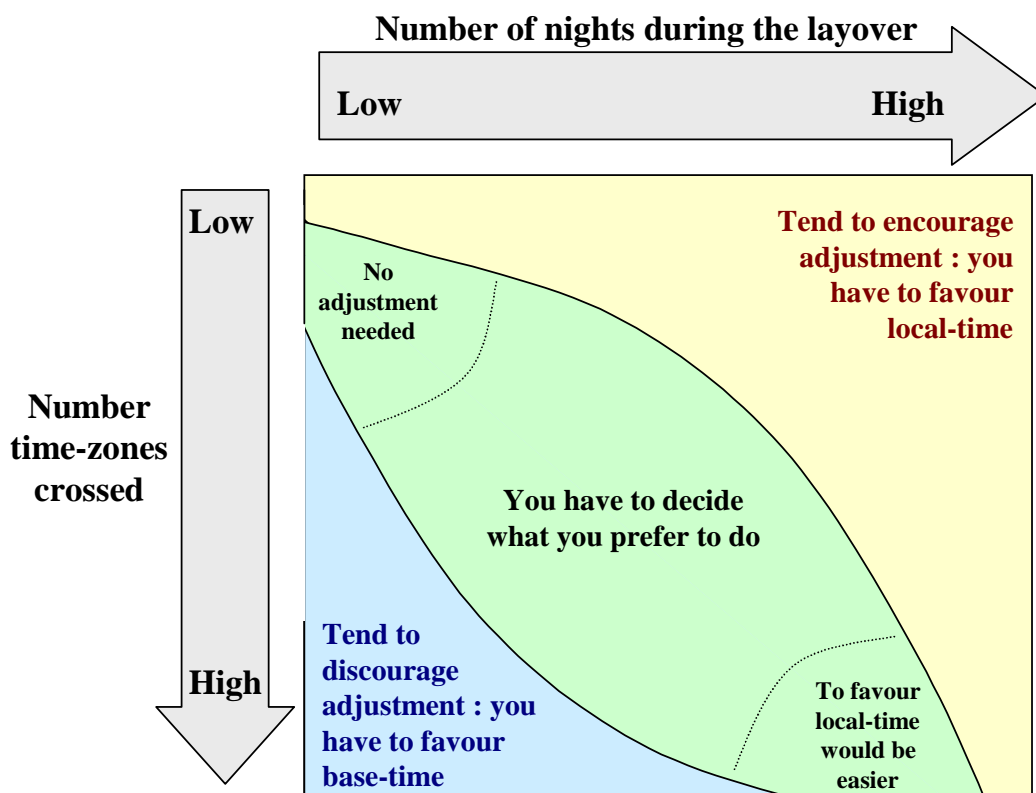 Number of nights during the layover
Low
High
Low
High
Number
time-zones
crossed
Tend to encourage
adjustment : you
have to favour
local-time
No
adjustment
needed
You have to decide
what you prefer to do
Tend to
discourage
adjustment : you
have to favour
base-time
To favour
local-time
would be
easier